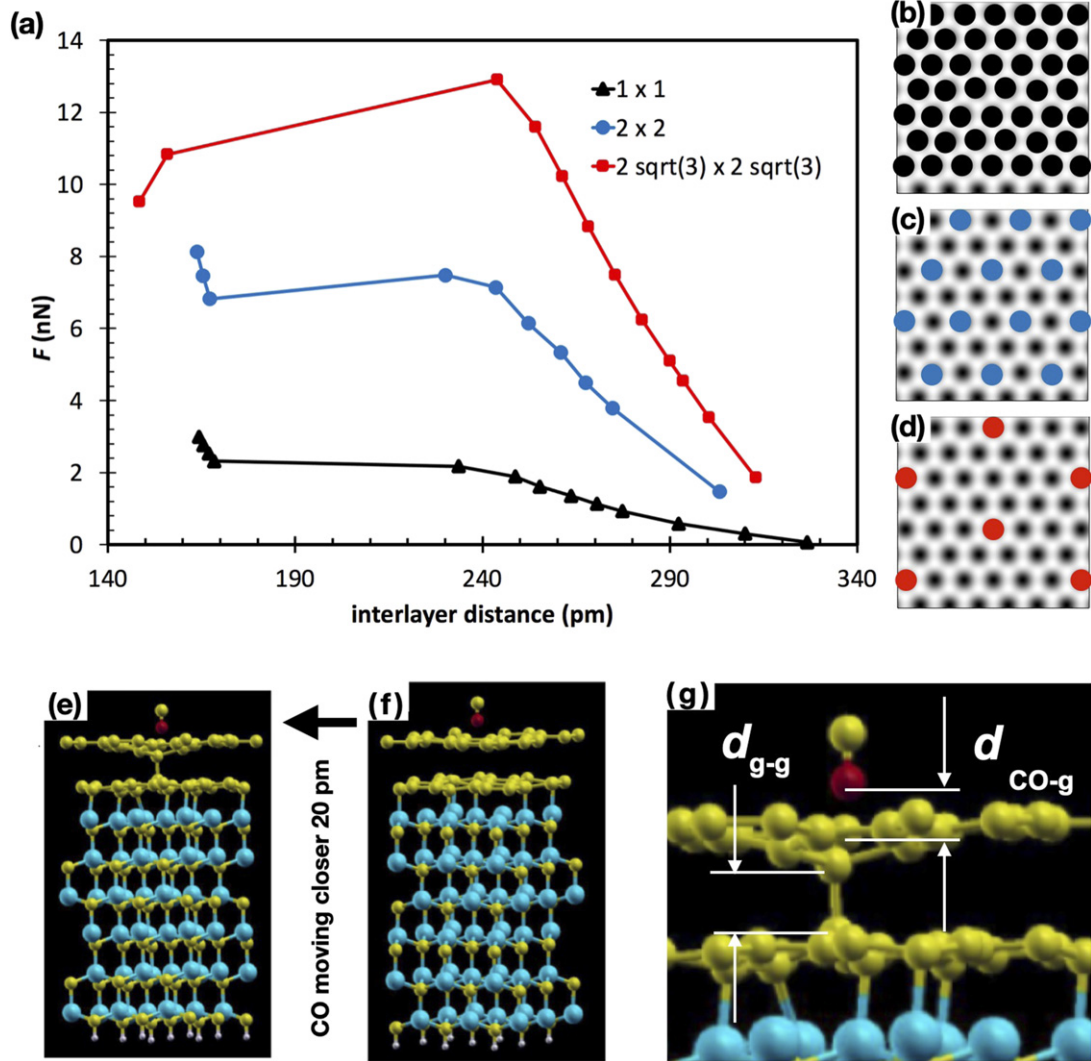 (a)
14
12
10
8
6
4
2
0
F (nN)
1 x 1
2 x 2
2 sqrt(3) x 2 sqrt(3)
140
190
240
290
340
interlayer distance (pm)
(b)
(c)
(d)
(e)
CO moving closer 20 pm
(f)
(g)
dg-g
d CO-g